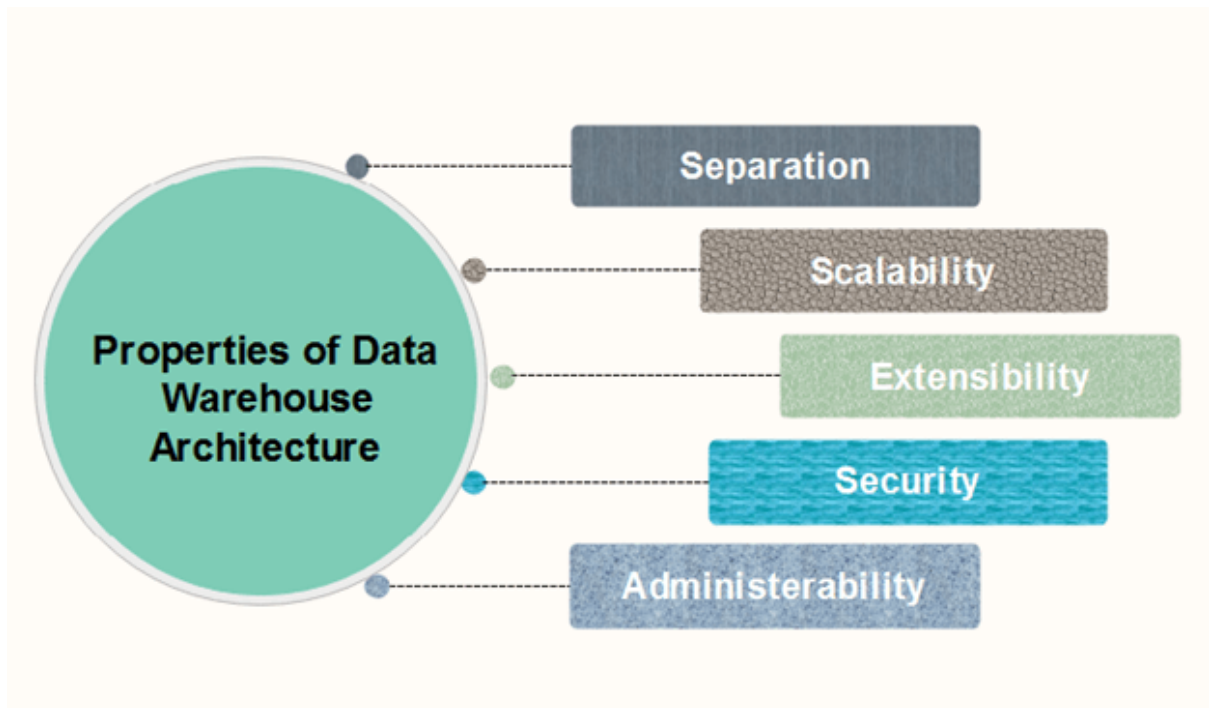 Properties of Data
Warehouse
Architecture
Separation
Scalability
Extensibility
Security
Administerability